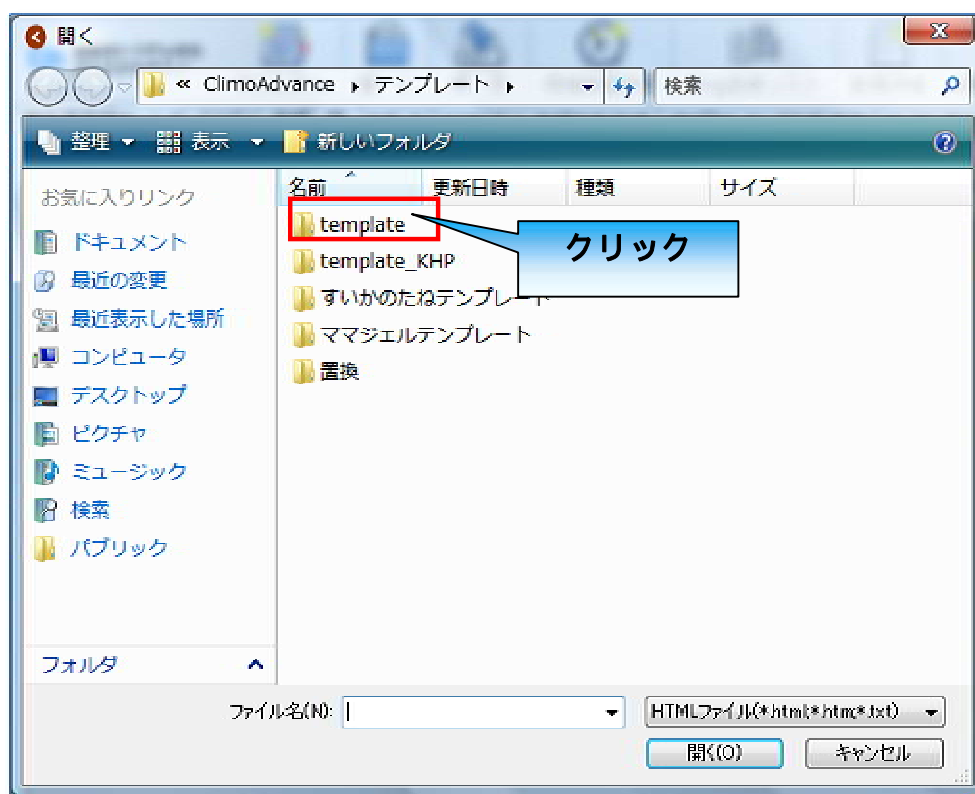 開く
« ClimoAdvance ▸ テンプレート ▸
検索
整理 表示 新しいフォルダ
お気に入りリンク
ドキュメント
最近の変更
最近表示した場所
コンピュータ
デスクトップ
ピクチャ
ミュージック
検索
パブリック
フォルダ
名前 更新日時 種類 サイズ
template
クリック
template_KHP
すいかのたねテンプレート
ママジェルテンプレート
置換
ファイル名(N):
HTMLファイル(*.html;*.htm;*.txt)
開く(O) キャンセル